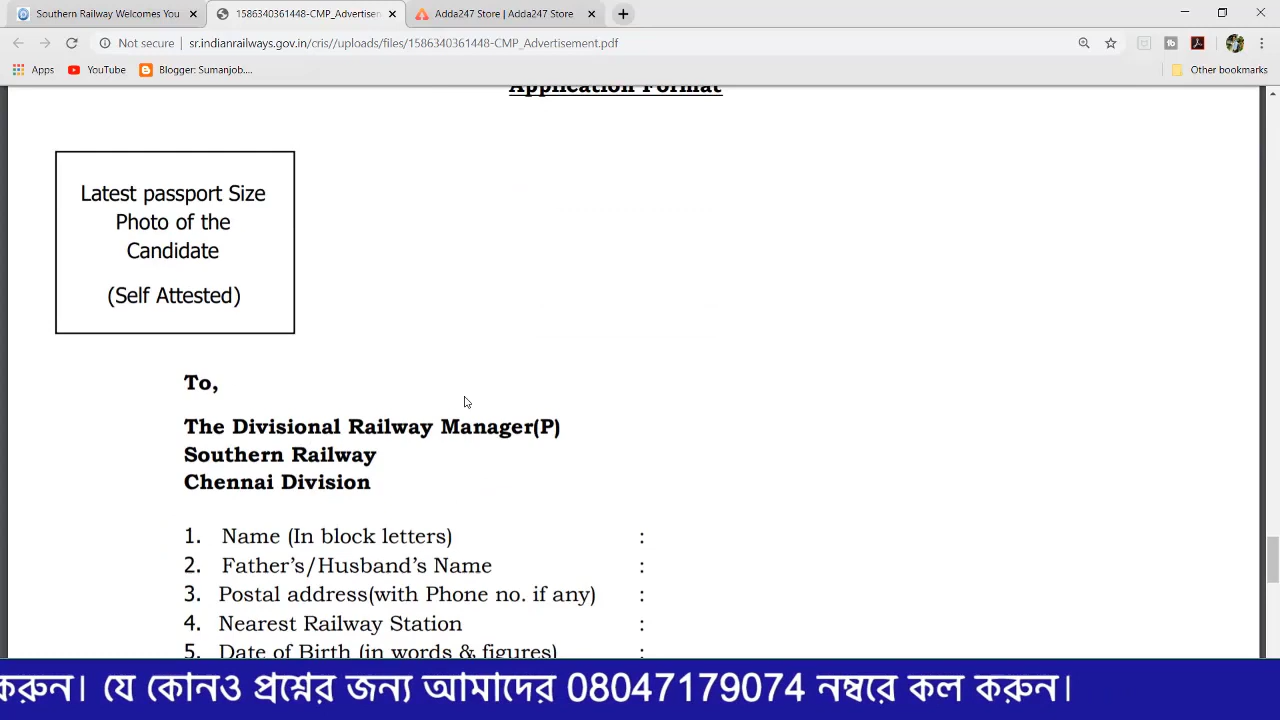 Southern Railway Welcomes You
1586340361448-CMP_Advertisemen
Adda247 Store | Adda247 Store
Not secure | sr.indianrailways.gov.in/cris//uploads/files/1586340361448-CMP_Advertisement.pdf
Apps
YouTube
Blogger: Sumanjob....
Other bookmarks
Application Format
Latest passport Size
Photo of the
Candidate
(Self Attested)
To,
The Divisional Railway Manager(P)
Southern Railway
Chennai Division
1. Name (In block letters) :
2. Father's/Husband's Name :
3. Postal address(with Phone no. if any) :
4. Nearest Railway Station :
5. Date of Birth (in words & figures) :
করুন। যে কোনও প্রশ্নের জন্য আমাদের 08047179074 নম্বরে কল করুন।